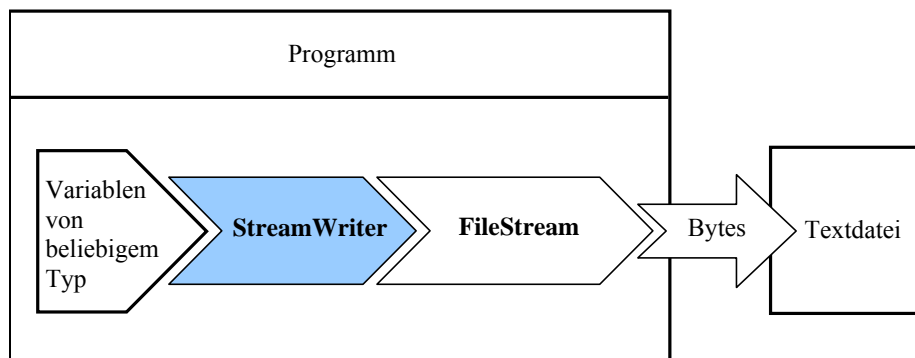 Programm
Variablen
von
beliebigem
Typ
StreamWriter
FileStream
Bytes
Textdatei